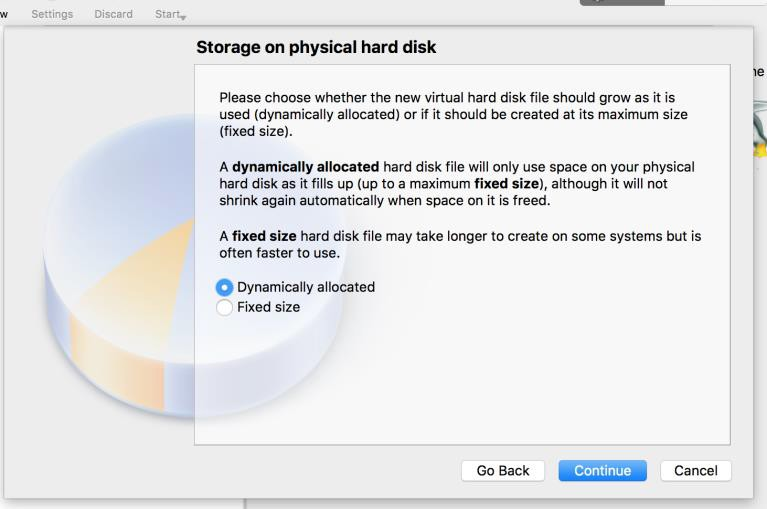 w Settings Discard Start
Storage on physical hard disk
ne
Please choose whether the new virtual hard disk file should grow as it is
used (dynamically allocated) or if it should be created at its maximum size
(fixed size).
A dynamically allocated hard disk file will only use space on your physical
hard disk as it fills up (up to a maximum fixed size), although it will not
shrink again automatically when space on it is freed.
A fixed size hard disk file may take longer to create on some systems but is
often faster to use.
Dynamically allocated
Fixed size
Go Back Continue Cancel